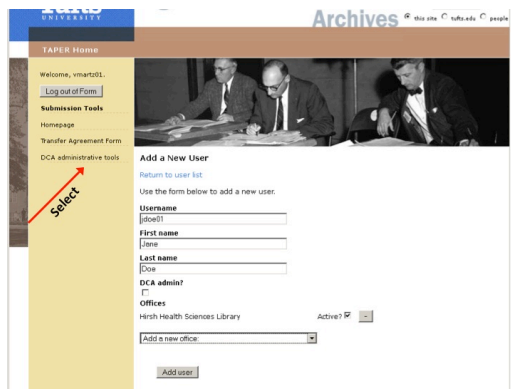 UNIVERSITY
Archives
this site tufts.edu people
TAPER Home
Welcome, vmartz01.
Log out of Form
Submission Tools
Homepage
Transfer Agreement Form
DCA administrative tools
Select
Add a New User
Return to user list
Use the form below to add a new user.
Username
jdoe01
First name
Jane
Last name
Doe
DCA admin?
Offices
Hirsh Health Sciences Library Active? -
Add a new office:
Add user